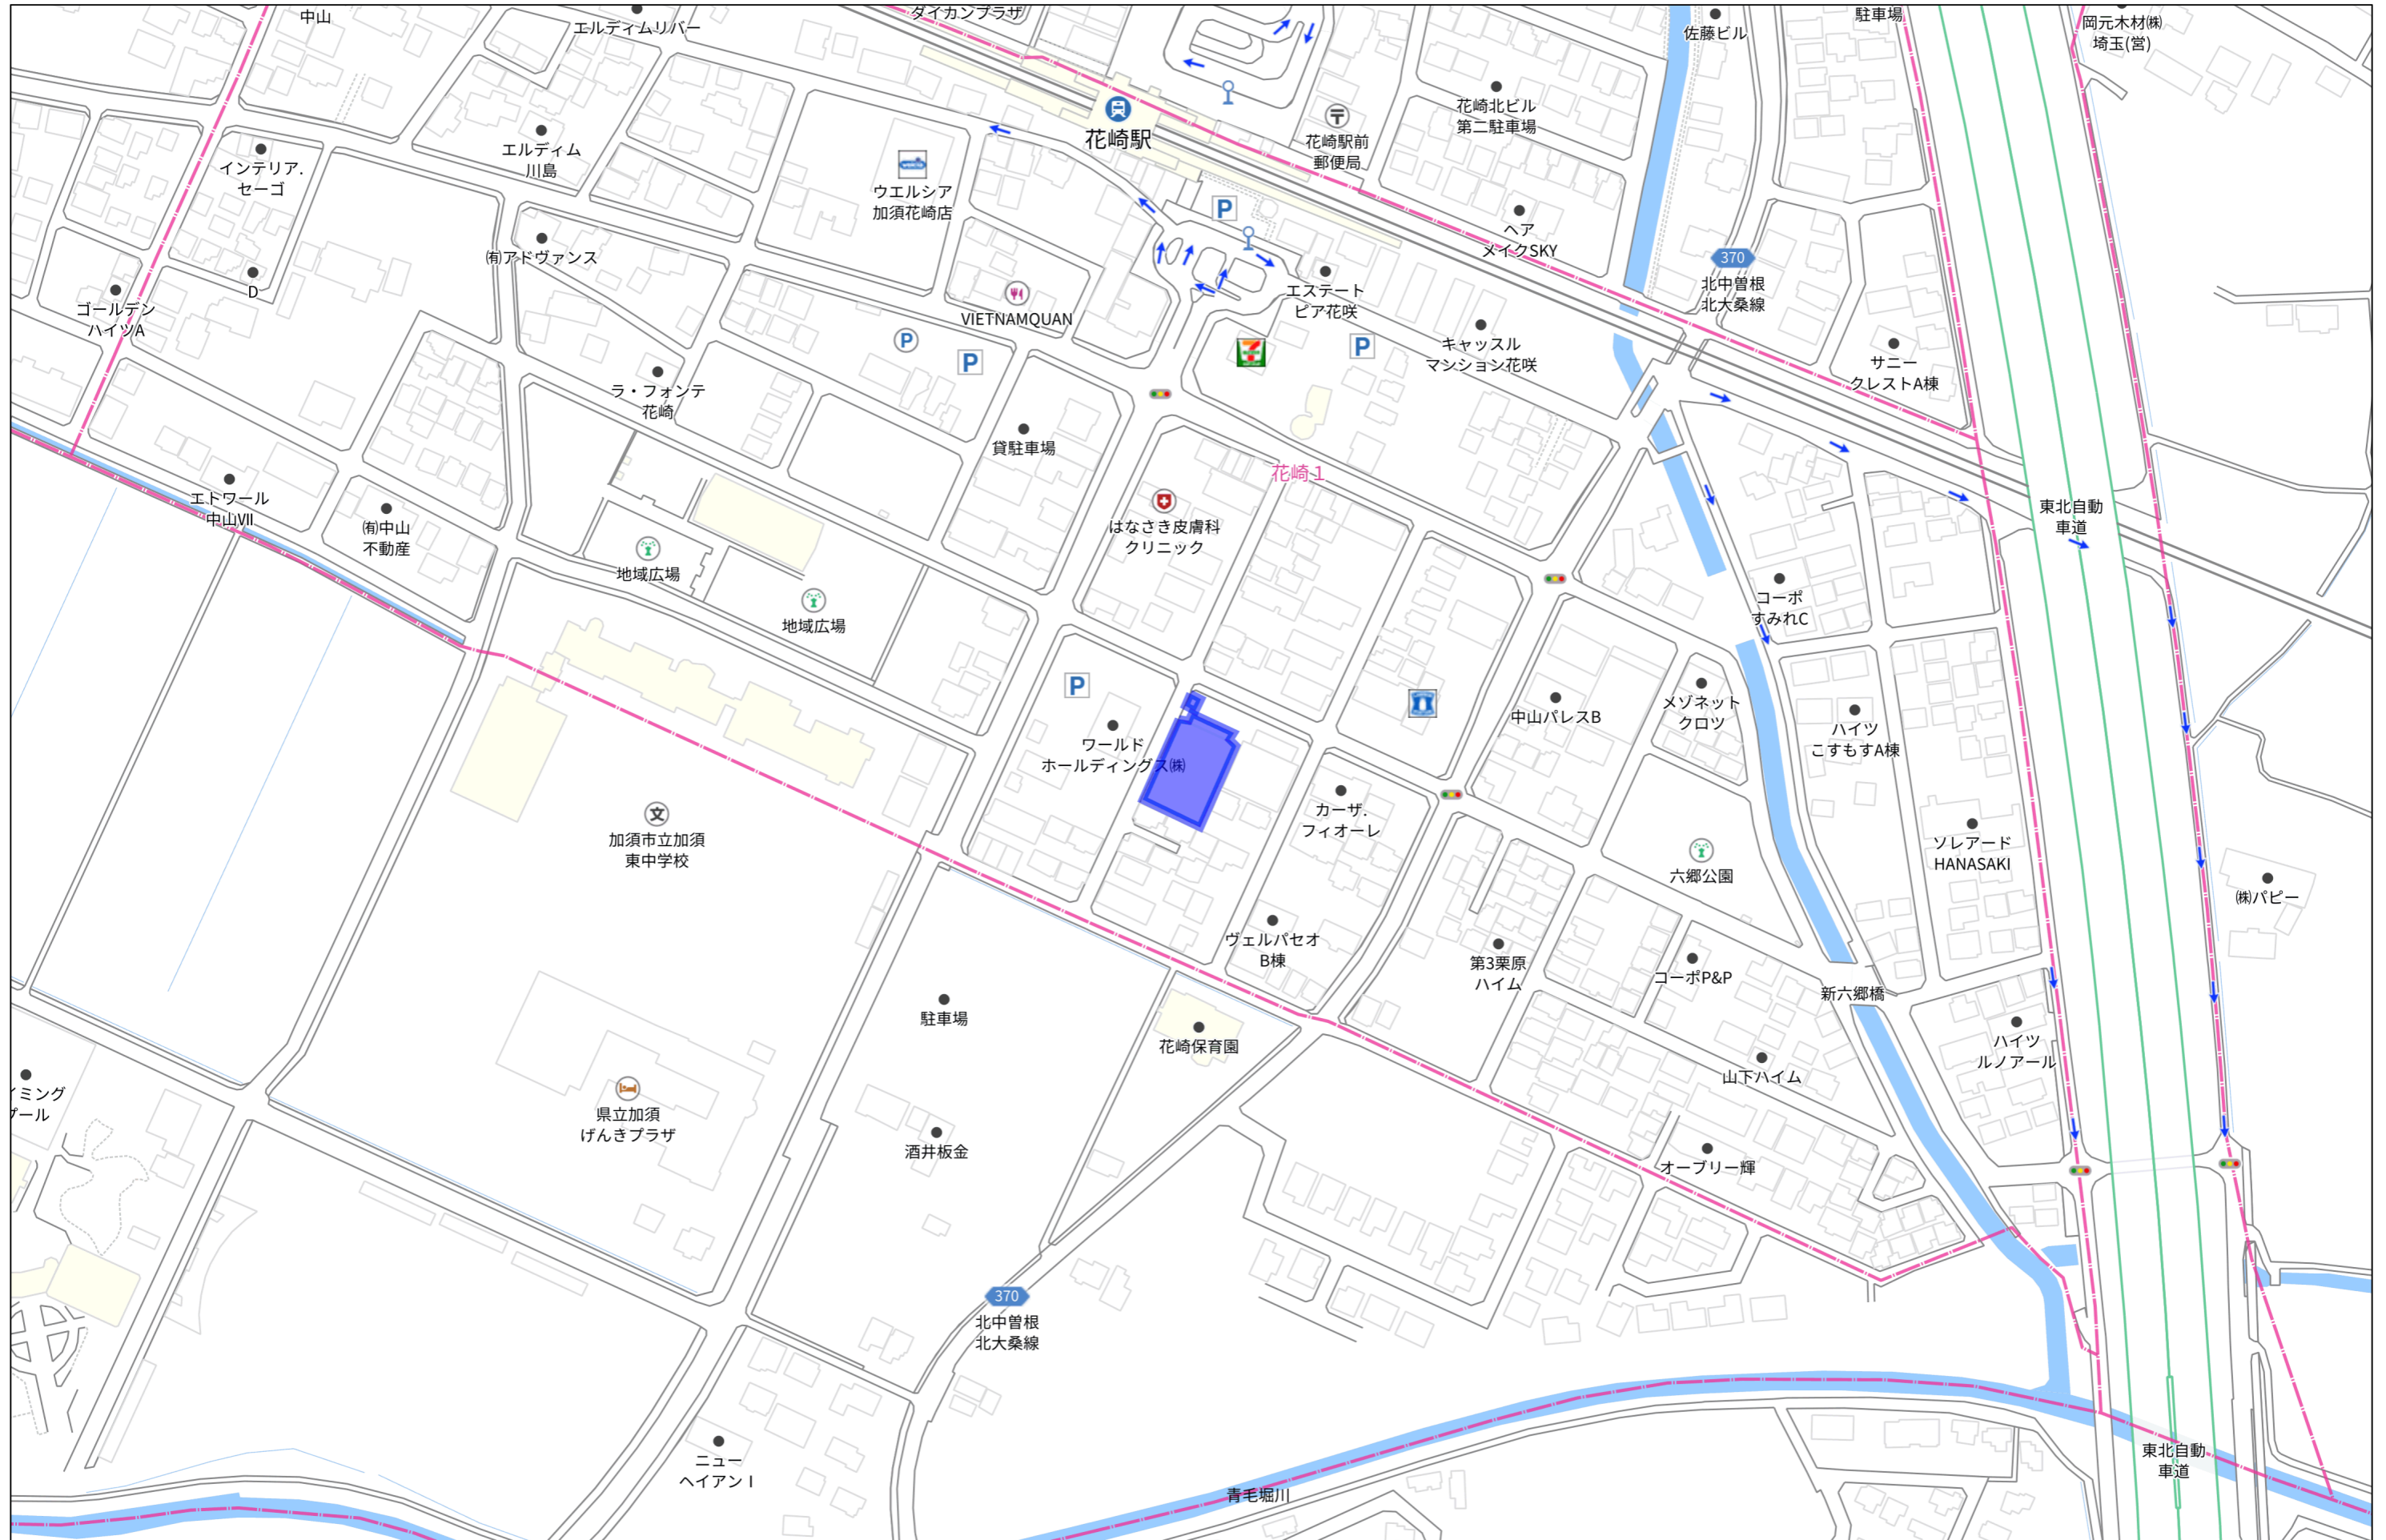 中山
エルディムリバー
ダイカンプラザ
佐藤ビル
駐車場
岡元木材㈱
埼玉(営)
花崎駅
花崎駅前
郵便局
花崎北ビル
第二駐車場
インテリア.
セーゴ
エルディム
川島
ウエルシア
加須花崎店
P
ヘア
メイクSKY
370
北中曽根
北大桑線
㈲アドヴァンス
D
ゴールデン
ハイツA
VIETNAMQUAN
エステート
ピア花咲
P
P
P
キャッスル
マンション花咲
サニー
クレストA棟
ラ・フォンテ
花崎
貸駐車場
花崎１
エトワール
中山Ⅶ
㈲中山
不動産
はなさき皮膚科
クリニック
東北自動
車道
地域広場
地域広場
コーポ
すみれC
P
ワールド
ホールディングス㈱
中山パレスB
メゾネット
クロツ
ハイツ
こすもすA棟
加須市立加須
東中学校
文
カーザ.
フィオーレ
六郷公園
ソレアード
HANASAKI
㈱パピー
ヴェルパセオ
B棟
第3栗原
ハイム
コーポP&P
新六郷橋
駐車場
花崎保育園
山下ハイム
ハイツ
ルノアール
イミング
プール
県立加須
げんきプラザ
酒井板金
オーブリー輝
370
北中曽根
北大桑線
ニュー
ヘイアンⅠ
青毛堀川
東北自動
車道